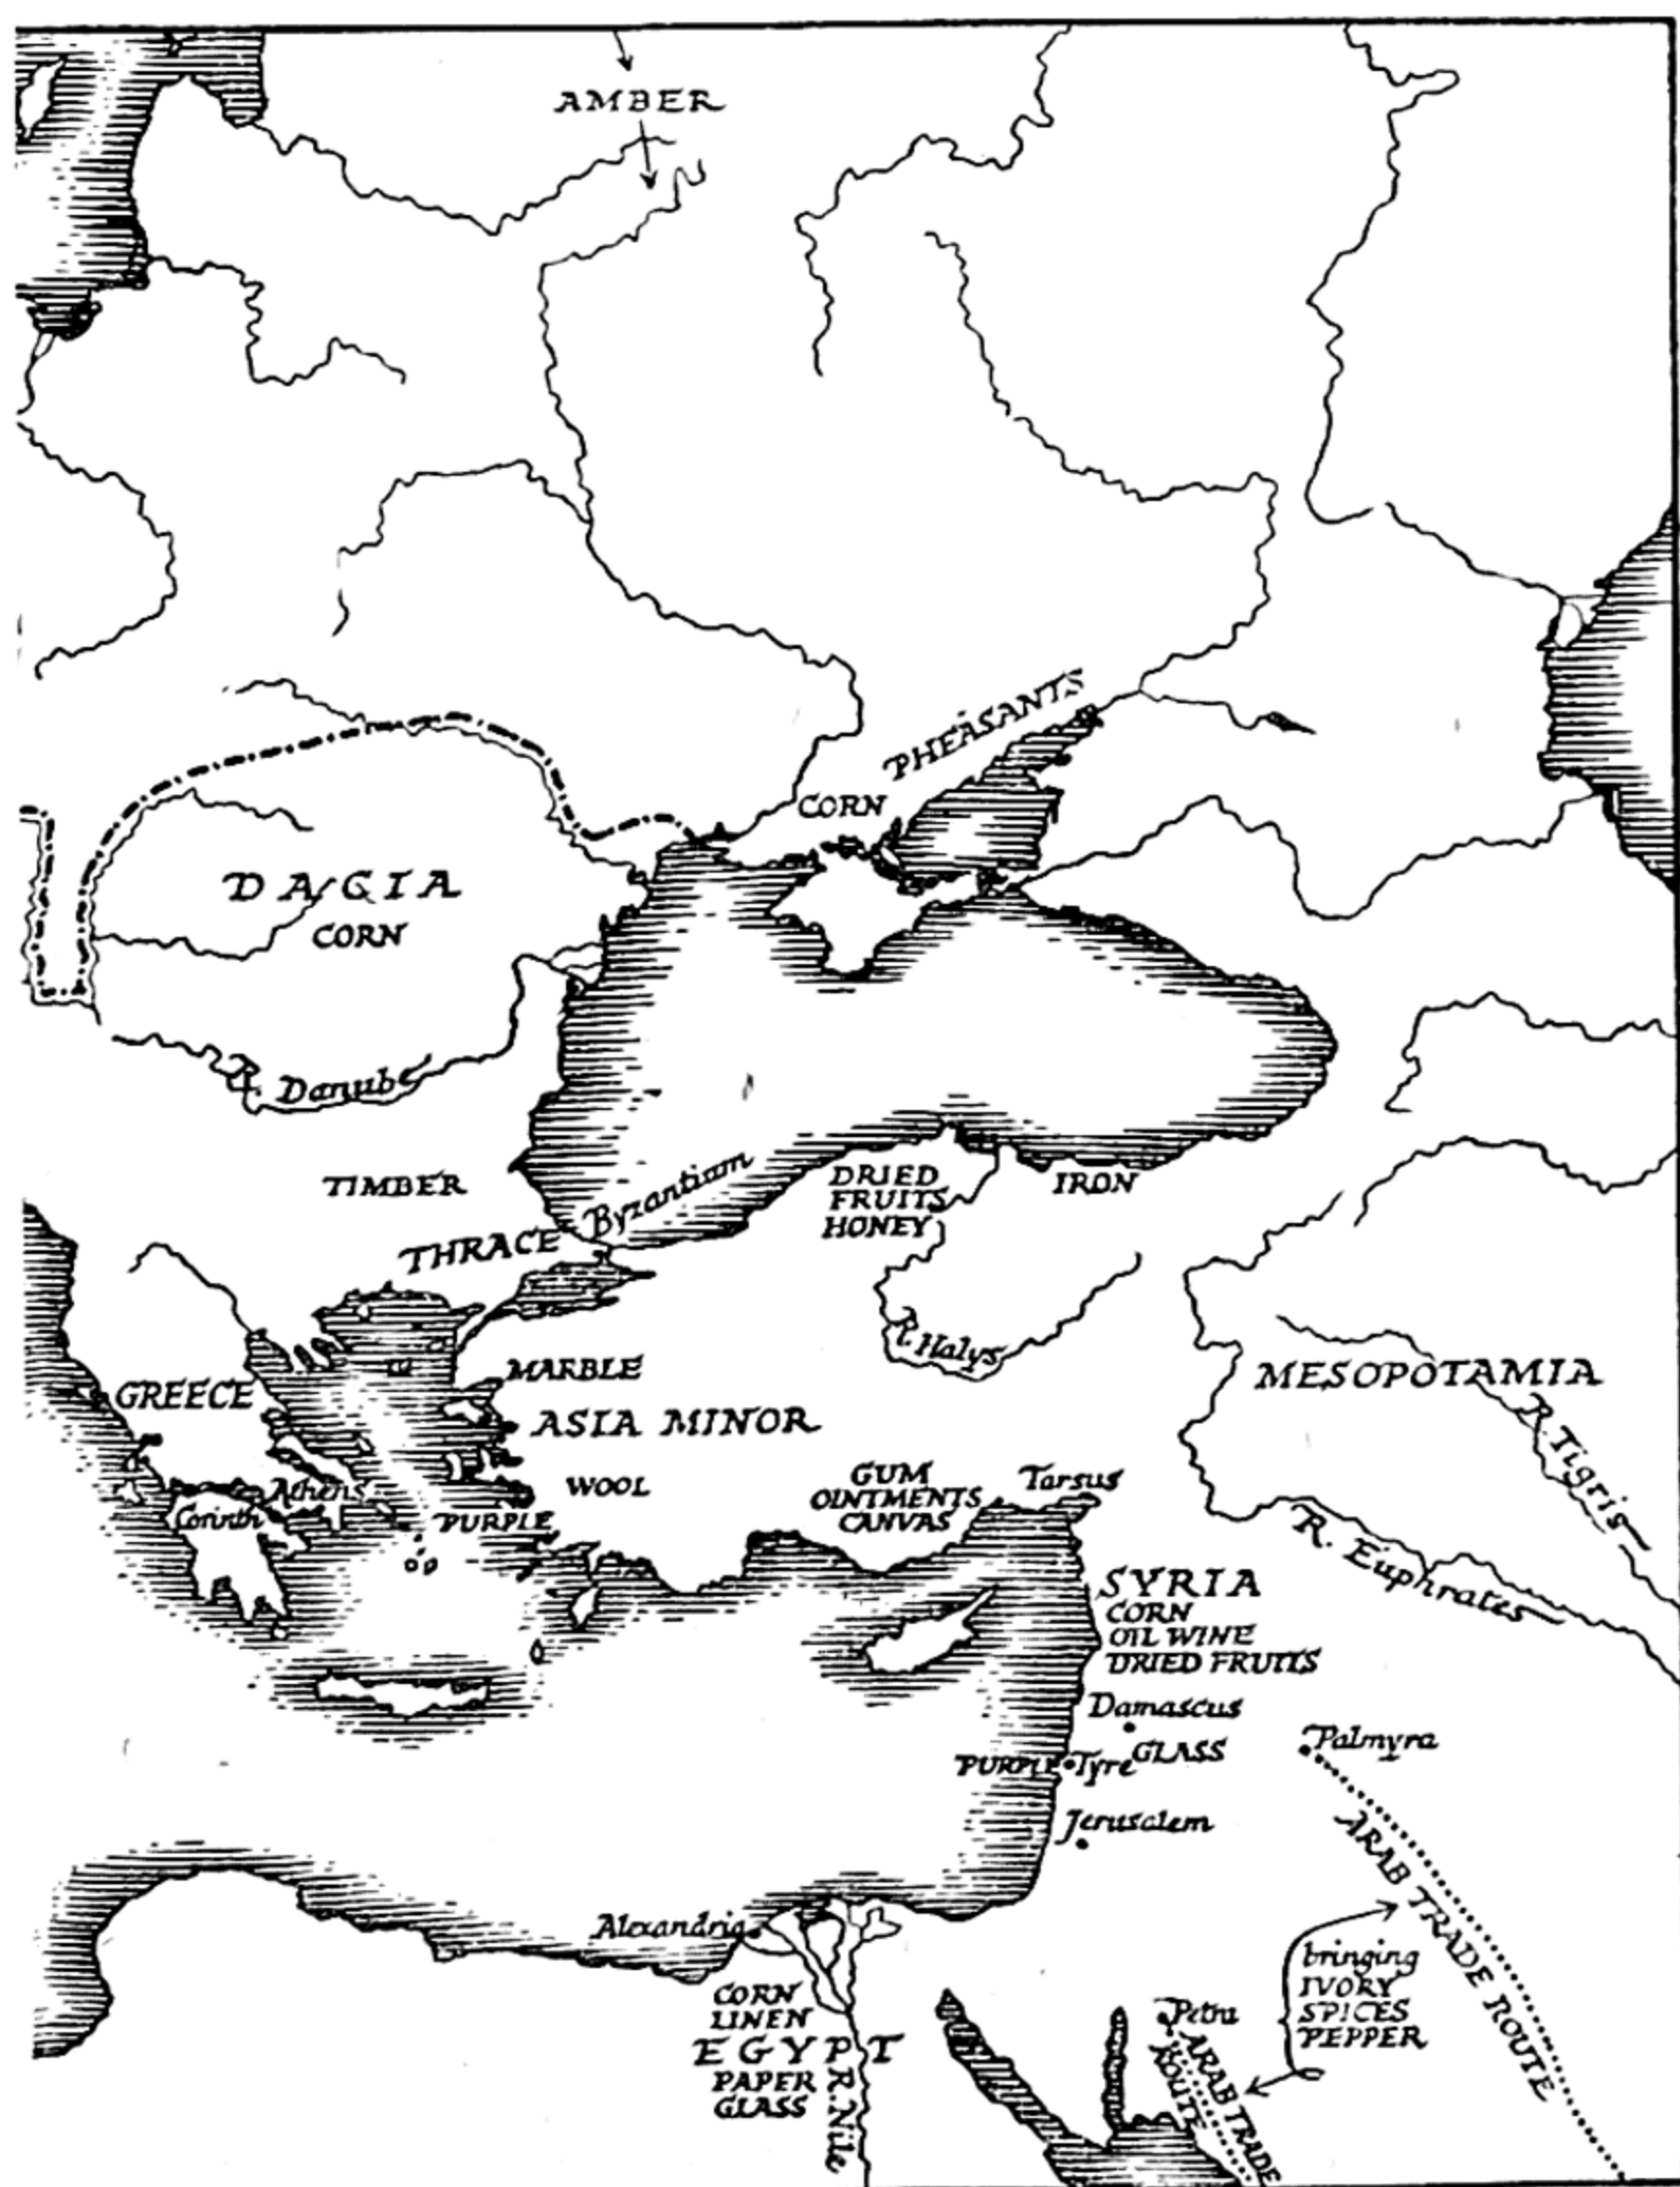 AMBER
PHEASANTS
CORN
DACIA
CORN
R. Danube
TIMBER
Byzantium
THRACE
DRIED
FRUITS
HONEY
IRON
R. Halys
MARBLE
GREECE
ASIA MINOR
MESOPOTAMIA
R. Tigris
WOOL
Athens
Corinth
PURPLE
GUM
OINTMENTS
CANVAS
Tarsus
R. Euphrates
SYRIA
CORN
OIL WINE
DRIED FRUITS
Damascus
GLASS
PURPLE
Tyre
Palmyra
Jerusalem
ARAB TRADE ROUTE
Alexandria
bringing
IVORY
SPICES
PEPPER
CORN
LINEN
EGYPT
PAPER
GLASS
R. Nile
Petra
ARAB TRADE
ROUTE